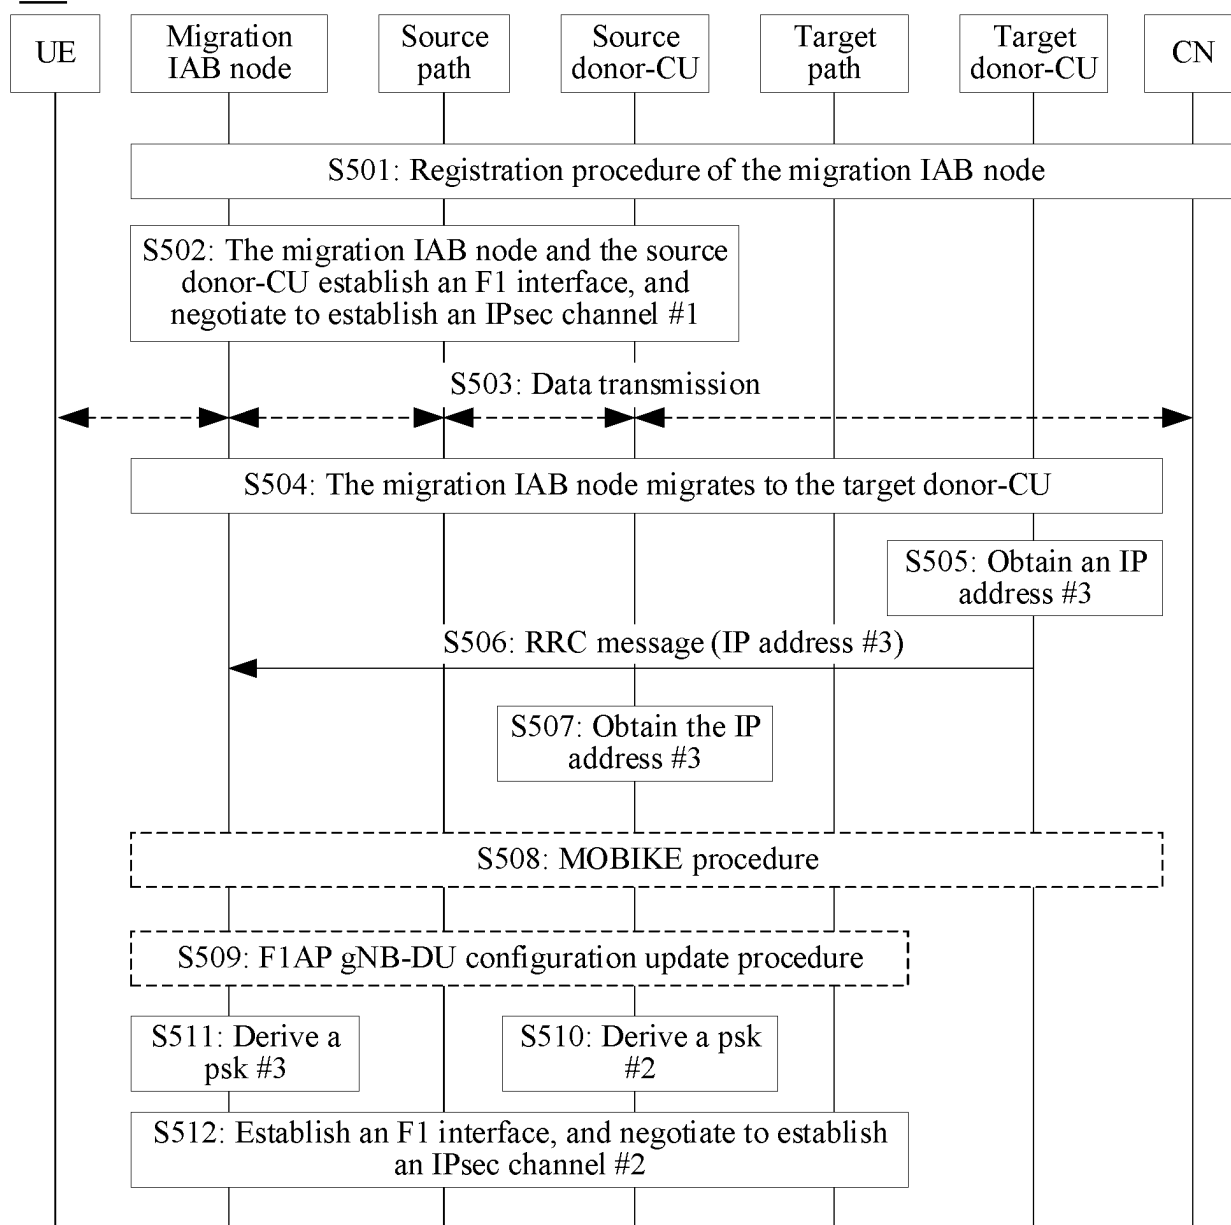 UE
Migration
IAB node
Source
path
Source
donor-CU
Target
path
Target
donor-CU
CN
S501: Registration procedure of the migration IAB node
S502: The migration IAB node and the source
donor-CU establish an F1 interface, and
negotiate to establish an IPsec channel #1
S503: Data transmission
S504: The migration IAB node migrates to the target donor-CU
S505: Obtain an IP
address #3
S506: RRC message (IP address #3)
S507: Obtain the IP
address #3
S508: MOBIKE procedure
S509: F1AP gNB-DU configuration update procedure
S511: Derive a
psk #3
S510: Derive a psk
#2
S512: Establish an F1 interface, and negotiate to establish
an IPsec channel #2